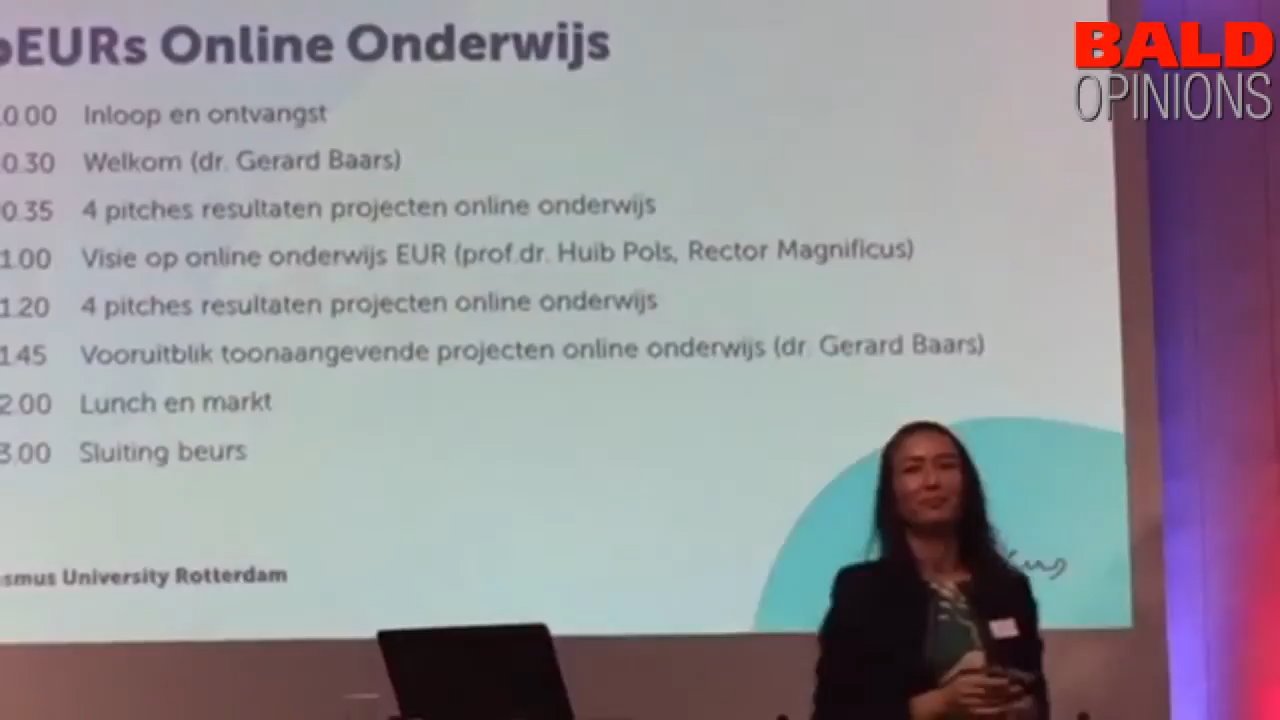 BALD
OPINIONS
EURs Online Onderwijs
0.00 Inloop en ontvangst
0.30 Welkom (dr. Gerard Baars)
0.35 4 pitches resultaten projecten online onderwijs
1.00 Visie op online onderwijs EUR (prof.dr. Huib Pols, Rector Magnificus)
1.20 4 pitches resultaten projecten online onderwijs
1.45 Vooruitblik toonaangevende projecten online onderwijs (dr. Gerard Baars)
2.00 Lunch en markt
3.00 Sluiting beurs
smus University Rotterdam